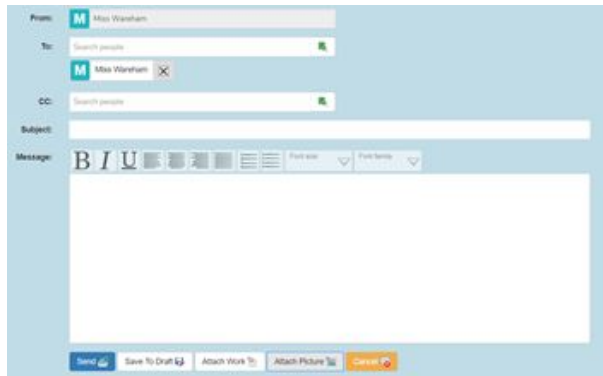 From: M Miss Wareham
To: Search people
M Miss Wareham X
CC: Search people
Subject:
Message: B I U Font size Font family
Send Save To Draft Attach Work Attach Picture Cancel